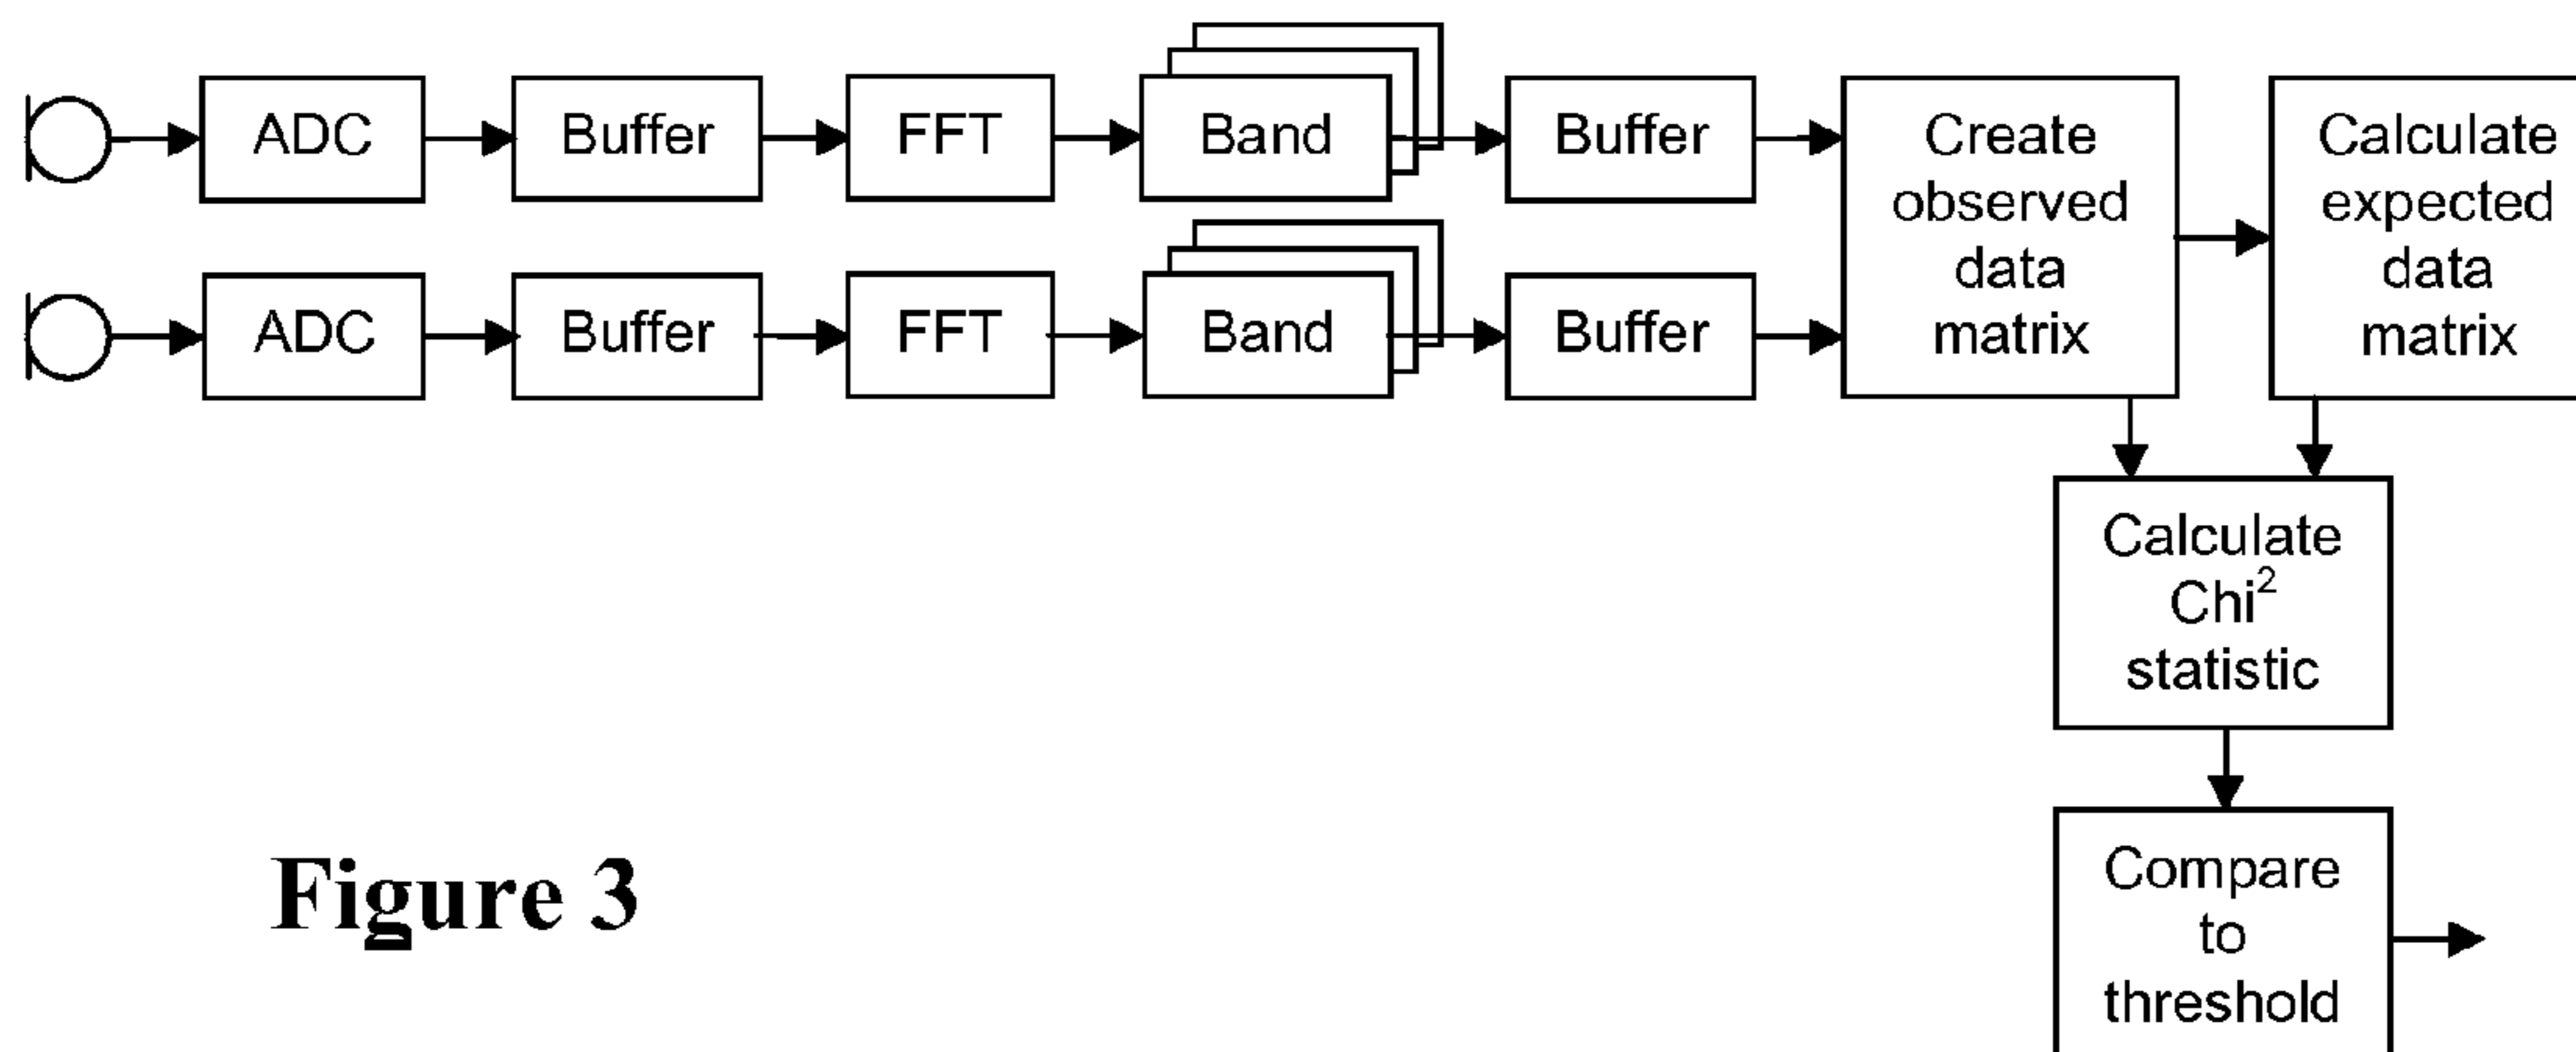 ADC
Buffer
FFT
Band
Buffer
Create
observed
data
matrix
Calculate
expected
data
matrix
ADC
Buffer
FFT
Band
Buffer
Calculate
Chi²
statistic
Compare
to
threshold
Figure 3